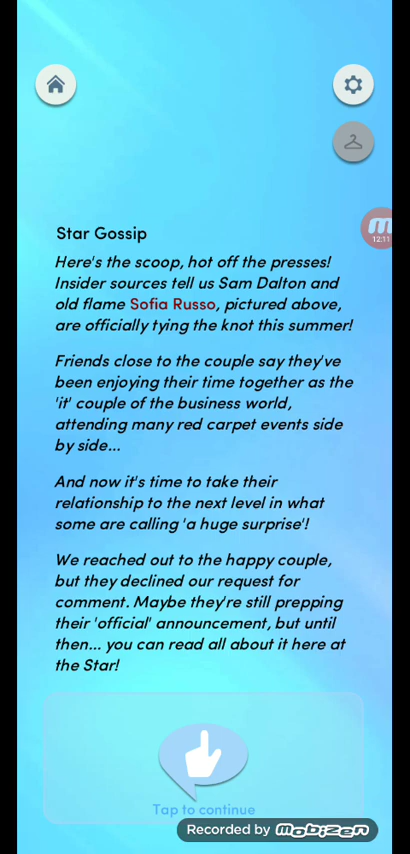 12:11
Star Gossip
Here's the scoop, hot off the presses!
Insider sources tell us Sam Dalton and
old flame Sofia Russo, pictured above,
are officially tying the knot this summer!
Friends close to the couple say they've
been enjoying their time together as the
'it' couple of the business world,
attending many red carpet events side
by side...
And now it's time to take their
relationship to the next level in what
some are calling 'a huge surprise'!
We reached out to the happy couple,
but they declined our request for
comment. Maybe they're still prepping
their 'official' announcement, but until
then... you can read all about it here at
the Star!
Tap to continue
Recorded by mobizen